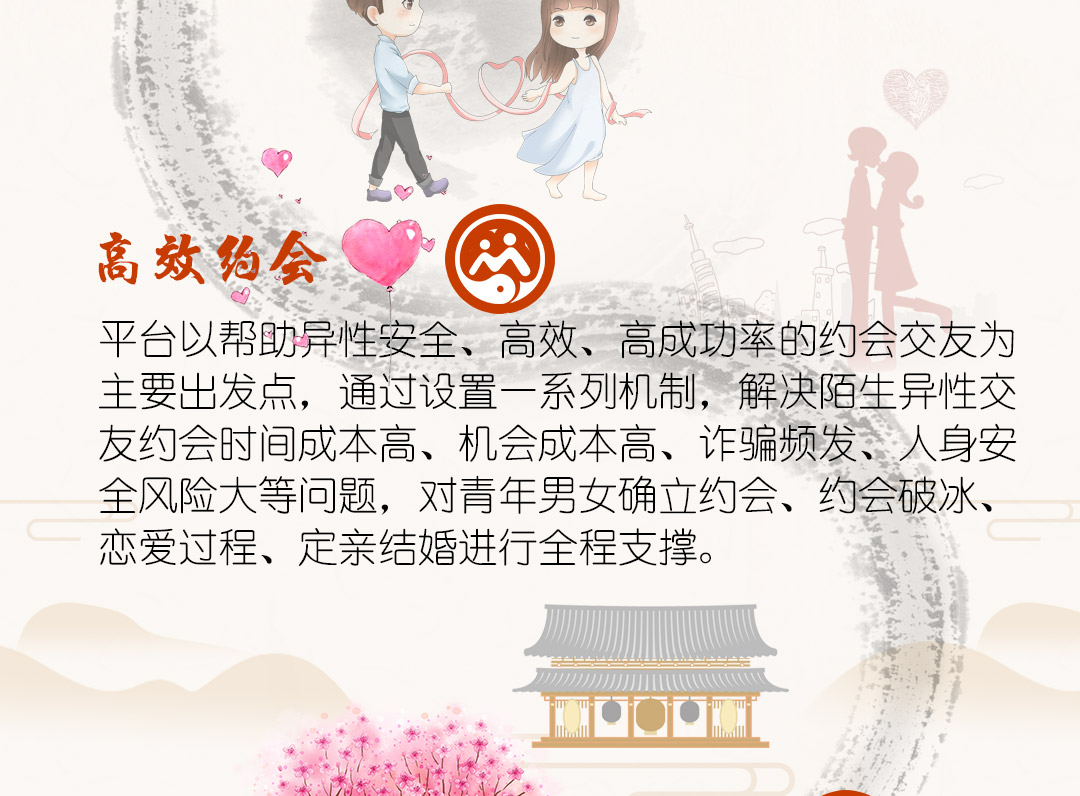 高效约会
平台以帮助异性安全、高效、高成功率的约会交友为
主要出发点，通过设置一系列机制，解决陌生异性交
友约会时间成本高、机会成本高、诈骗频发、人身安
全风险大等问题，对青年男女确立约会、约会破冰、
恋爱过程、定亲结婚进行全程支撑。